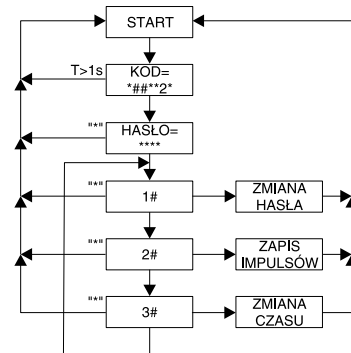 START
T>1s
KOD=
*##**2*
"*"
HASŁO=
****
"*"
1#
ZMIANA
HASŁA
"*"
2#
ZAPIS
IMPULSÓW
"*"
3#
ZMIANA
CZASU